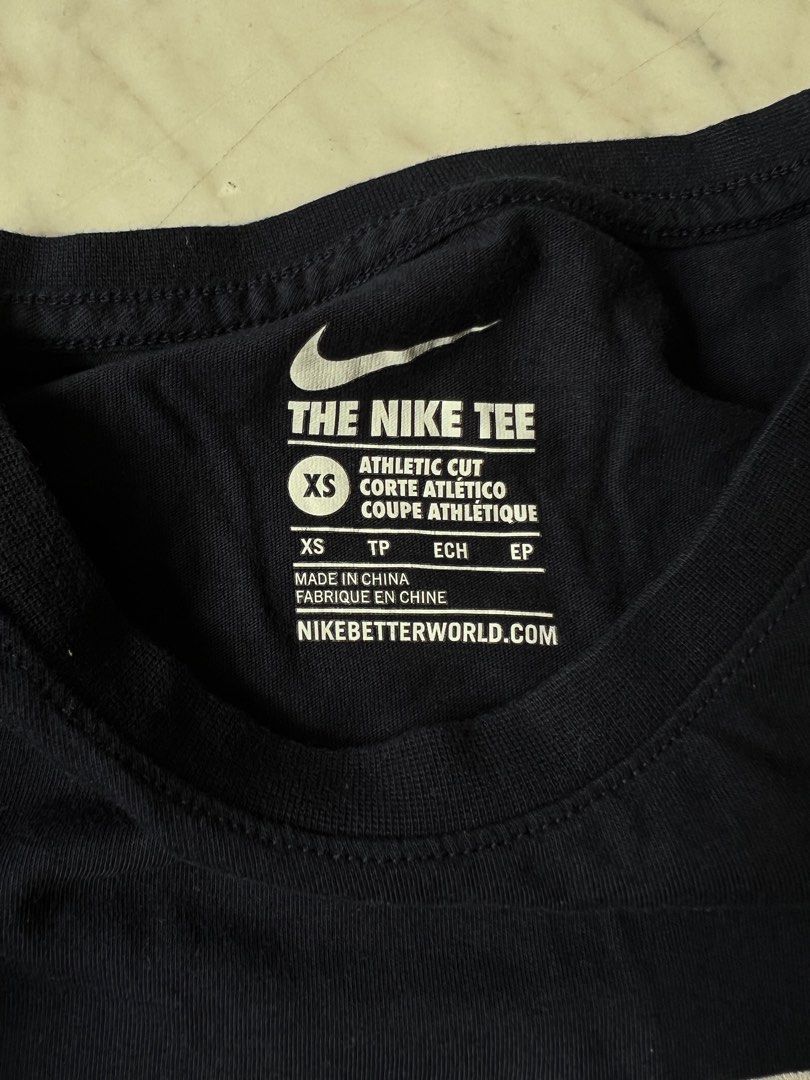 THE NIKE TEE
XS
ATHLETIC CUT
CORTE ATLÉTICO
COUPE ATHLÉTIQUE
XS TP ECH EP
MADE IN CHINA
FABRIQUE EN CHINE
NIKEBETTERWORLD.COM